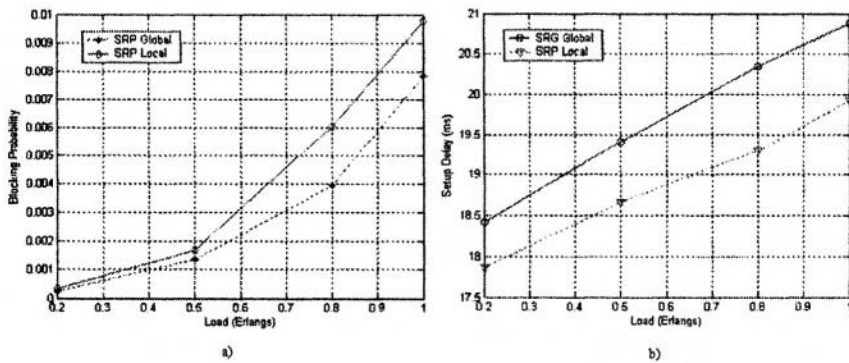 0.01
0.009
0.008
0.007
0.006
0.005
0.004
0.003
0.002
0.001
0
Blocking Probability
SRP Global
SRP Local
0.2 0.3 0.4 0.5 0.6 0.7 0.8 0.9 1
Load (Erlangs)
a)
21
20.5
20
19.5
19
18.5
18
17.5
Setup Delay (ms)
SRG Global
SRP Local
0.2 0.3 0.4 0.5 0.6 0.7 0.8 0.9 1
Load (Erlangs)
b)